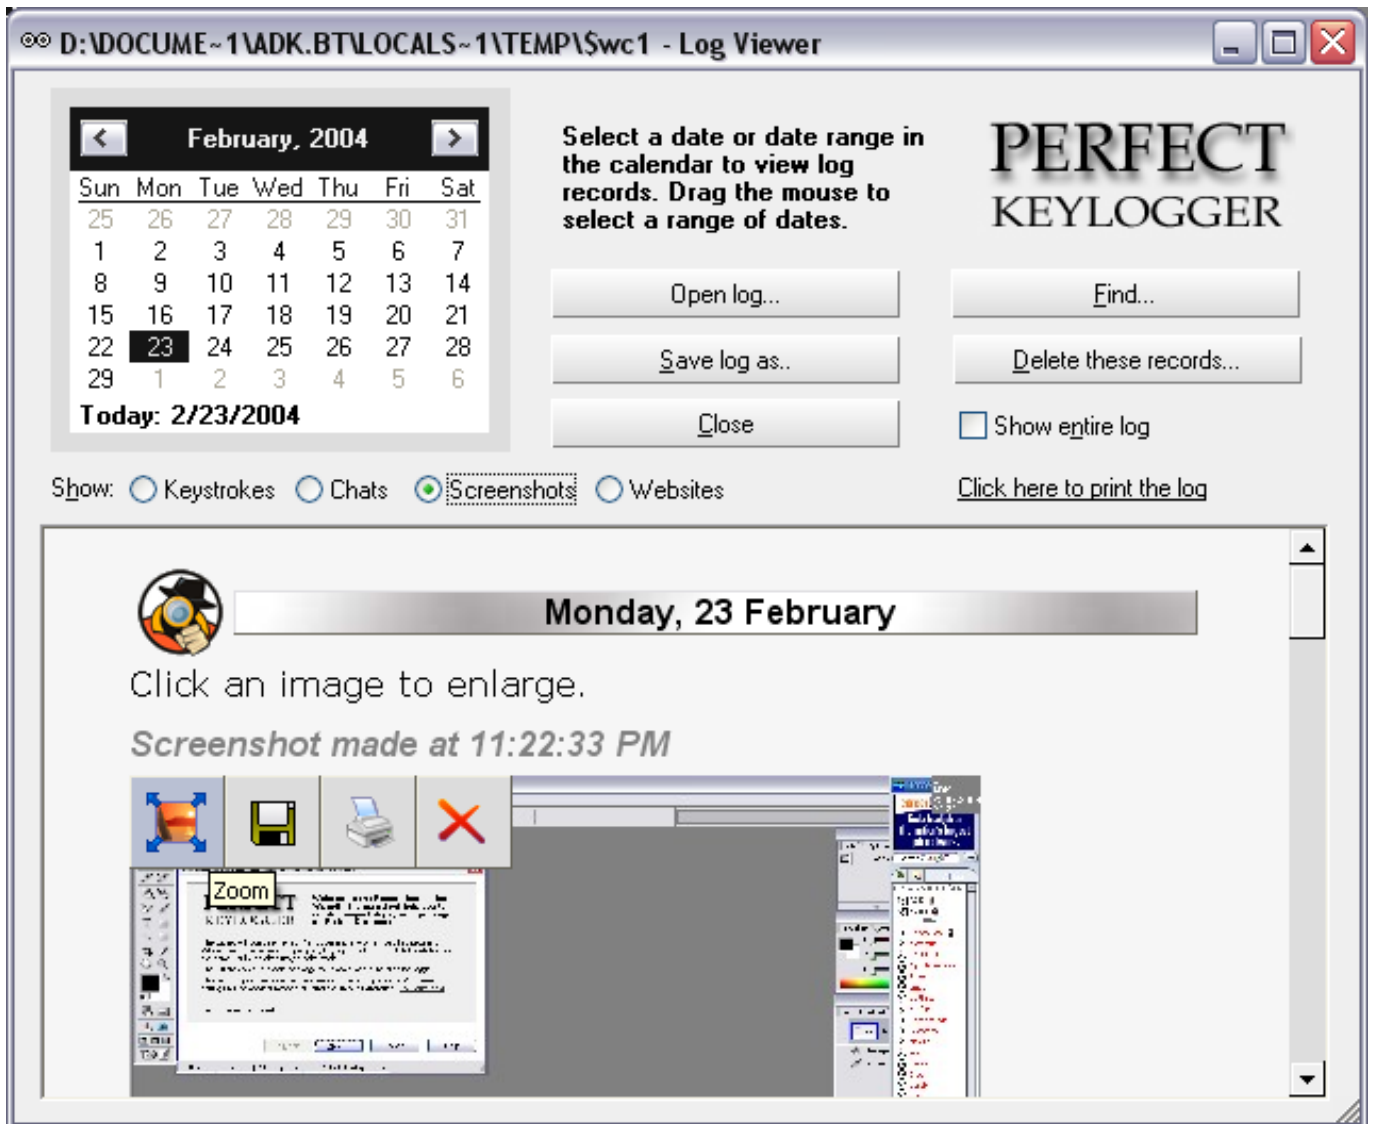 D:\DOCUME~1\ADK.BT\LOCALS~1\TEMP\$wc1 - Log Viewer
February, 2004
Sun Mon Tue Wed Thu Fri Sat
25 26 27 28 29 30 31
1 2 3 4 5 6 7
8 9 10 11 12 13 14
15 16 17 18 19 20 21
22 23 24 25 26 27 28
29 1 2 3 4 5 6
Today: 2/23/2004
Select a date or date range in
the calendar to view log
records. Drag the mouse to
select a range of dates.
PERFECT
KEYLOGGER
Open log...
Find...
Save log as..
Delete these records...
Close
Show entire log
Show: Keystrokes Chats Screenshots Websites
Click here to print the log
Monday, 23 February
Click an image to enlarge.
Screenshot made at 11:22:33 PM
Zoom
KEYLOGGER